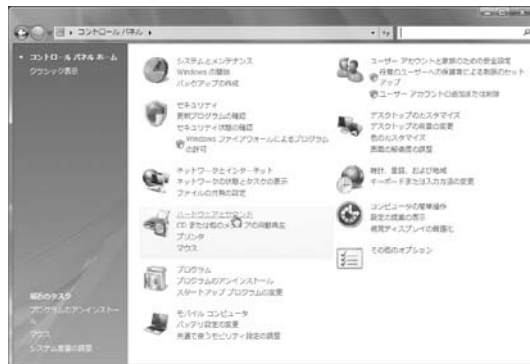 コントロール パネル
コントロール パネル ホーム
クラシック表示
システムとメンテナンス
Windows の開始
バックアップの作成
セキュリティ
更新プログラムの確認
セキュリティ状態の確認
Windows ファイアウォールによるプログラム
の許可
ネットワークとインターネット
ネットワークの状態とタスクの表示
ファイルの共有の設定
ハードウェアとサウンド
CD または他のメディアの自動再生
プリンタ
マウス
プログラム
プログラムのアンインストール
スタートアップ プログラムの変更
モバイル コンピュータ
バッテリ設定の変更
共通で使うモビリティ設定の調整
ユーザー アカウントと家族のための安全設定
任意のユーザーへの保護者による制限のセット
アップ
ユーザー アカウントの追加または削除
デスクトップのカスタマイズ
デスクトップの背景の変更
色のカスタマイズ
画面の解像度の調整
時計、言語、および地域
キーボードまたは入力方法の変更
コンピュータの簡単操作
設定の提案の表示
視覚ディスプレイの最適化
その他のオプション
最近のタスク
プログラムのアンインストー
ル
マウス
システム音量の調整